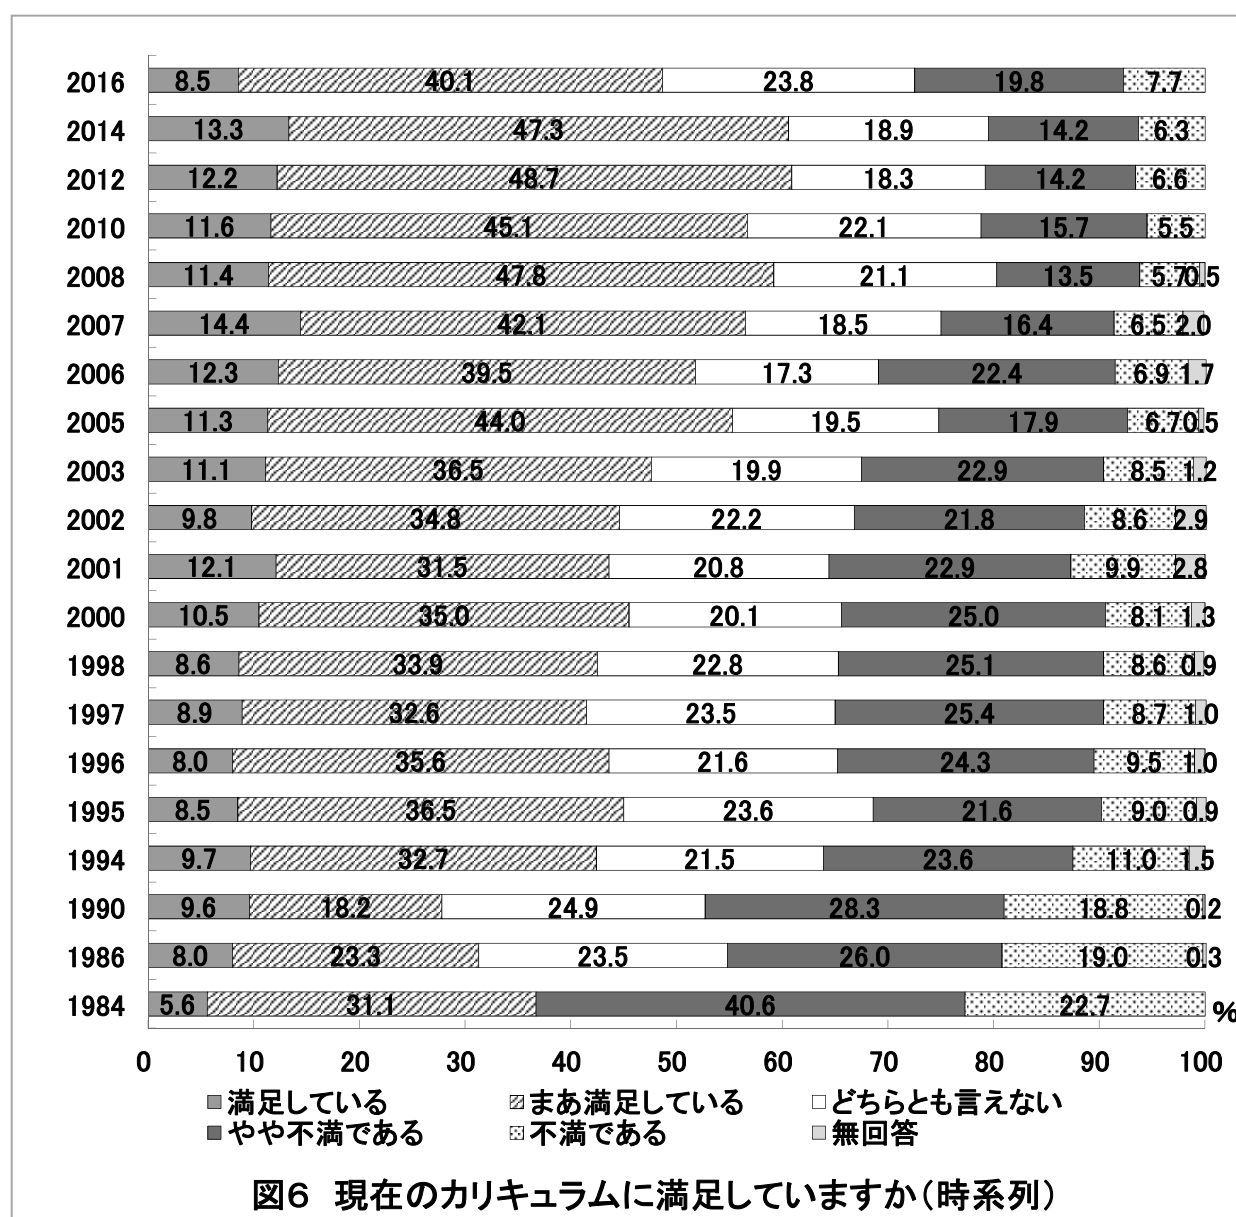 2016 8.5 40.1 23.8 19.8 7.7
2014 13.3 47.3 18.9 14.2 6.3
2012 12.2 48.7 18.3 14.2 6.6
2010 11.6 45.1 22.1 15.7 5.5
2008 11.4 47.8 21.1 13.5 5.7 0.5
2007 14.4 42.1 18.5 16.4 6.5 2.0
2006 12.3 39.5 17.3 22.4 6.9 1.7
2005 11.3 44.0 19.5 17.9 6.7 0.5
2003 11.1 36.5 19.9 22.9 8.5 1.2
2002 9.8 34.8 22.2 21.8 8.6 2.9
2001 12.1 31.5 20.8 22.9 9.9 2.8
2000 10.5 35.0 20.1 25.0 8.1 1.3
1998 8.6 33.9 22.8 25.1 8.6 0.9
1997 8.9 32.6 23.5 25.4 8.7 1.0
1996 8.0 35.6 21.6 24.3 9.5 1.0
1995 8.5 36.5 23.6 21.6 9.0 0.9
1994 9.7 32.7 21.5 23.6 11.0 1.5
1990 9.6 18.2 24.9 28.3 18.8 0.2
1986 8.0 23.3 23.5 26.0 19.0 0.3
1984 5.6 31.1 40.6 22.7 %
0 10 20 30 40 50 60 70 80 90 100
満足している まあ満足している どちらとも言えない
やや不満である 不満である 無回答
図6 現在のカリキュラムに満足していますか(時系列)